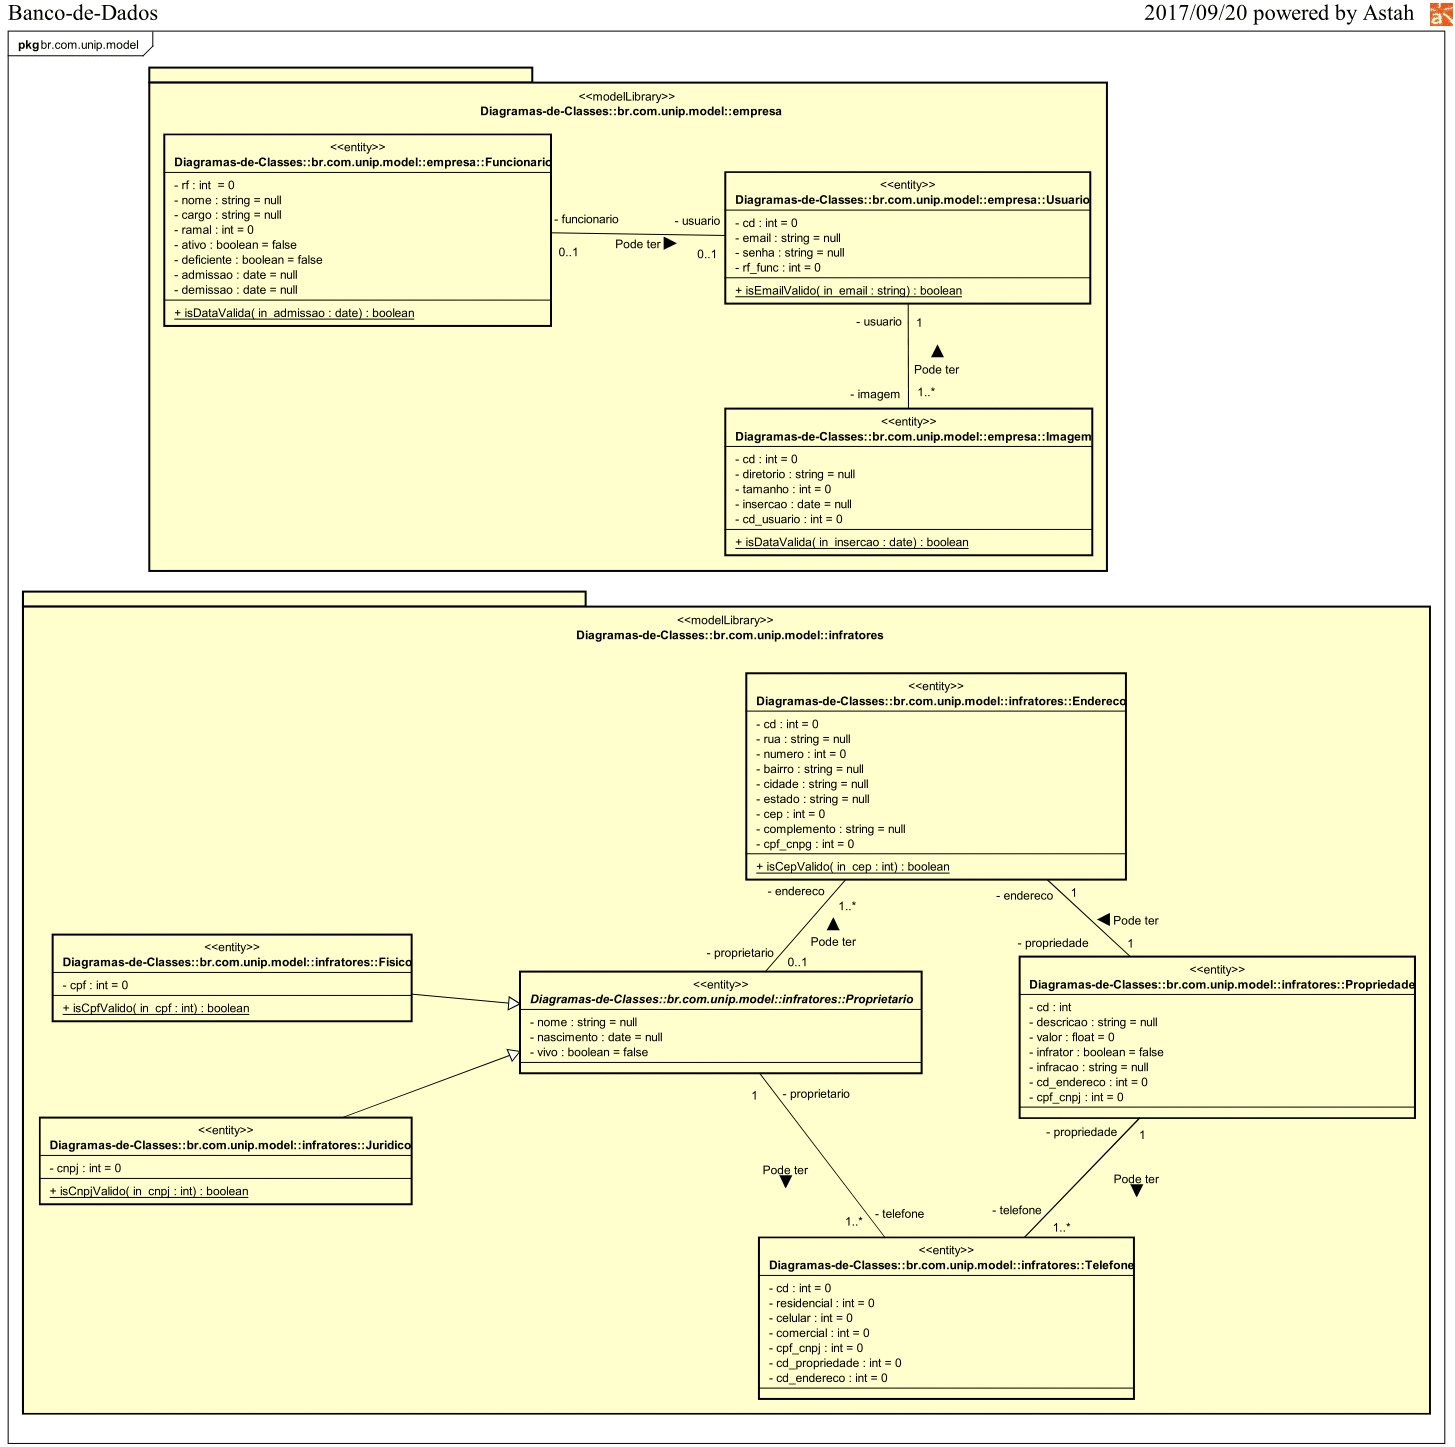 Banco-de-Dados
2017/09/20 powered by Astah
pkg br.com.unip.model
<<modelLibrary>>
Diagramas-de-Classes::br.com.unip.model::empresa
<<entity>>
Diagramas-de-Classes::br.com.unip.model::empresa::Funcionario
- rf : int = 0
- nome : string = null
- cargo : string = null
- ramal : int = 0
- ativo : boolean = false
- deficiente : boolean = false
- admissao : date = null
- demissao : date = null
+ isDataValida( in admissao : date) : boolean
- funcionario
0..1
Pode ter
- usuario
0..1
<<entity>>
Diagramas-de-Classes::br.com.unip.model::empresa::Usuario
- cd : int = 0
- email : string = null
- senha : string = null
- rf_func : int = 0
+ isEmailValido( in email : string) : boolean
- usuario
1
Pode ter
- imagem
1..*
<<entity>>
Diagramas-de-Classes::br.com.unip.model::empresa::Imagem
- cd : int = 0
- diretorio : string = null
- tamanho : int = 0
- insercao : date = null
- cd_usuario : int = 0
+ isDataValida( in insercao : date) : boolean
<<modelLibrary>>
Diagramas-de-Classes::br.com.unip.model::infratores
<<entity>>
Diagramas-de-Classes::br.com.unip.model::infratores::Endereco
- cd : int = 0
- rua : string = null
- numero : int = 0
- bairro : string = null
- cidade : string = null
- estado : string = null
- cep : int = 0
- complemento : string = null
- cpf_cnpg : int = 0
+ isCepValido( in cep : int) : boolean
- endereco
1..*
Pode ter
- proprietario
0..1
- endereco
1
Pode ter
- propriedade
1
<<entity>>
Diagramas-de-Classes::br.com.unip.model::infratores::Fisico
- cpf : int = 0
+ isCpfValido( in cpf : int) : boolean
<<entity>>
Diagramas-de-Classes::br.com.unip.model::infratores::Proprietario
- nome : string = null
- nascimento : date = null
- vivo : boolean = false
<<entity>>
Diagramas-de-Classes::br.com.unip.model::infratores::Propriedade
- cd : int
- descricao : string = null
- valor : float = 0
- infrator : boolean = false
- infracao : string = null
- cd_endereco : int = 0
- cpf_cnpj : int = 0
<<entity>>
Diagramas-de-Classes::br.com.unip.model::infratores::Juridico
- cnpj : int = 0
+ isCnpjValido( in cnpj : int) : boolean
1
- proprietario
Pode ter
1..*
- telefone
- propriedade
1
Pode ter
- telefone
1..*
<<entity>>
Diagramas-de-Classes::br.com.unip.model::infratores::Telefone
- cd : int = 0
- residencial : int = 0
- celular : int = 0
- comercial : int = 0
- cpf_cnpj : int = 0
- cd_propriedade : int = 0
- cd_endereco : int = 0